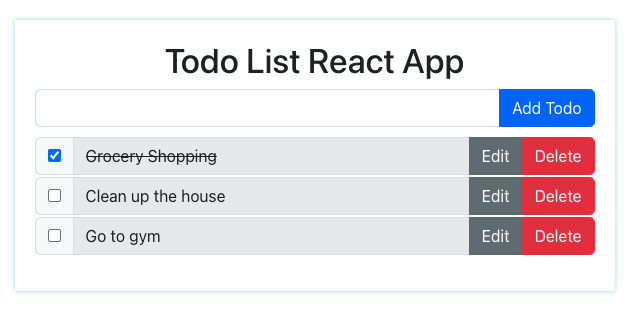 Todo List React App
Add Todo
Grocery Shopping Edit Delete
Clean up the house Edit Delete
Go to gym Edit Delete